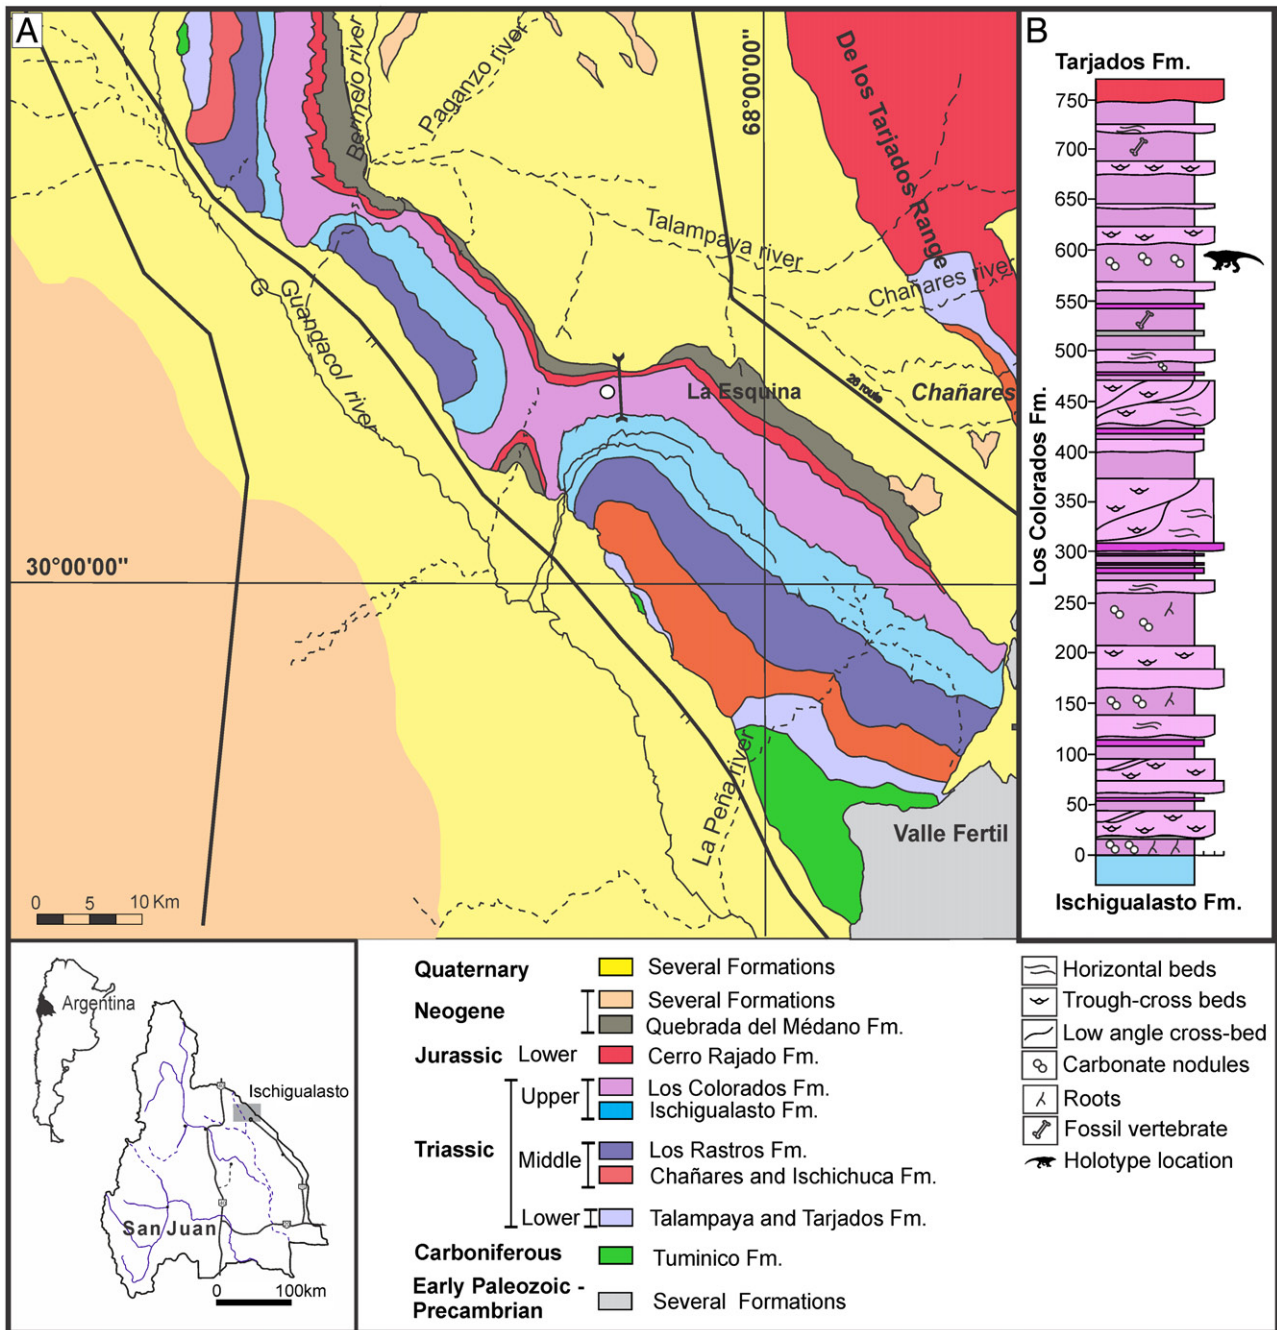 A
Bermejo river
Paganzo river
68°00'00"
De los Tarjados Range
Talampaya river
Chañares river
G
Guandacol river
La Esquina
26 route
Chañares
30°00'00"
La Peña river
Valle Fertil
0 5 10 Km
B
Tarjados Fm.
750
700
650
600
550
500
450
400
350
300
250
200
150
100
50
0
Los Colorados Fm.
Ischigualasto Fm.
Argentina
Ischigualasto
San Juan
0 100km
Quaternary Several Formations
Neogene Several Formations
Quebrada del Médano Fm.
Jurassic Lower Cerro Rajado Fm.
Triassic Upper Los Colorados Fm.
Ischigualasto Fm.
Middle Los Rastros Fm.
Chañares and Ischichuca Fm.
Lower Talampaya and Tarjados Fm.
Carboniferous Tuminico Fm.
Early Paleozoic -
Precambrian Several Formations
Horizontal beds
Trough-cross beds
Low angle cross-bed
Carbonate nodules
Roots
Fossil vertebrate
Holotype location